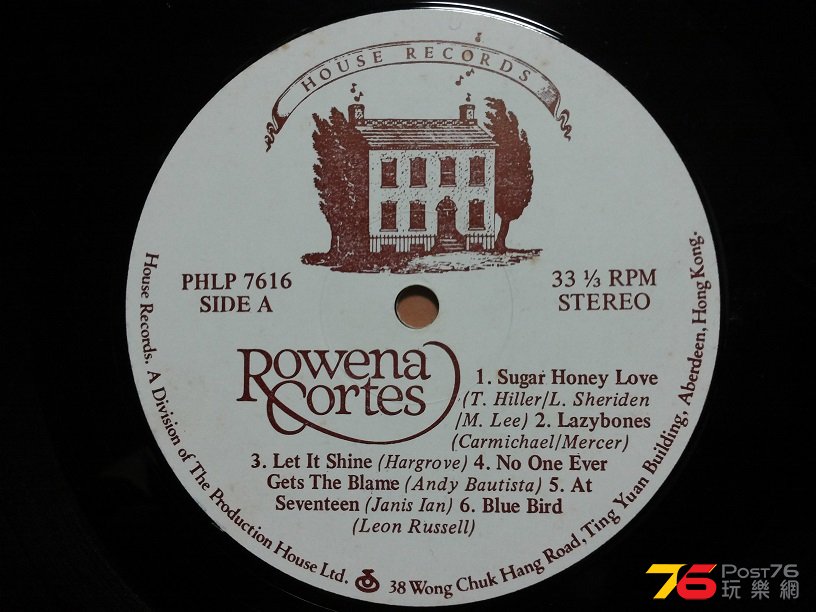 HOUSE RECORDS
PHLP 7616
SIDE A
33 ⅓ RPM
STEREO
Rowena
Cortes
1. Sugar Honey Love
(T. Hiller/L. Sheriden
/M. Lee) 2. Lazybones
(Carmichael/Mercer)
3. Let It Shine (Hargrove) 4. No One Ever
Gets The Blame (Andy Bautista) 5. At
Seventeen (Janis Ian) 6. Blue Bird
(Leon Russell)
House Records. A Division of The Production House Ltd. 38 Wong Chuk Hang Road, Ting Yuan Building, Aberdeen, Hong Kong.
76 POST76
玩樂網